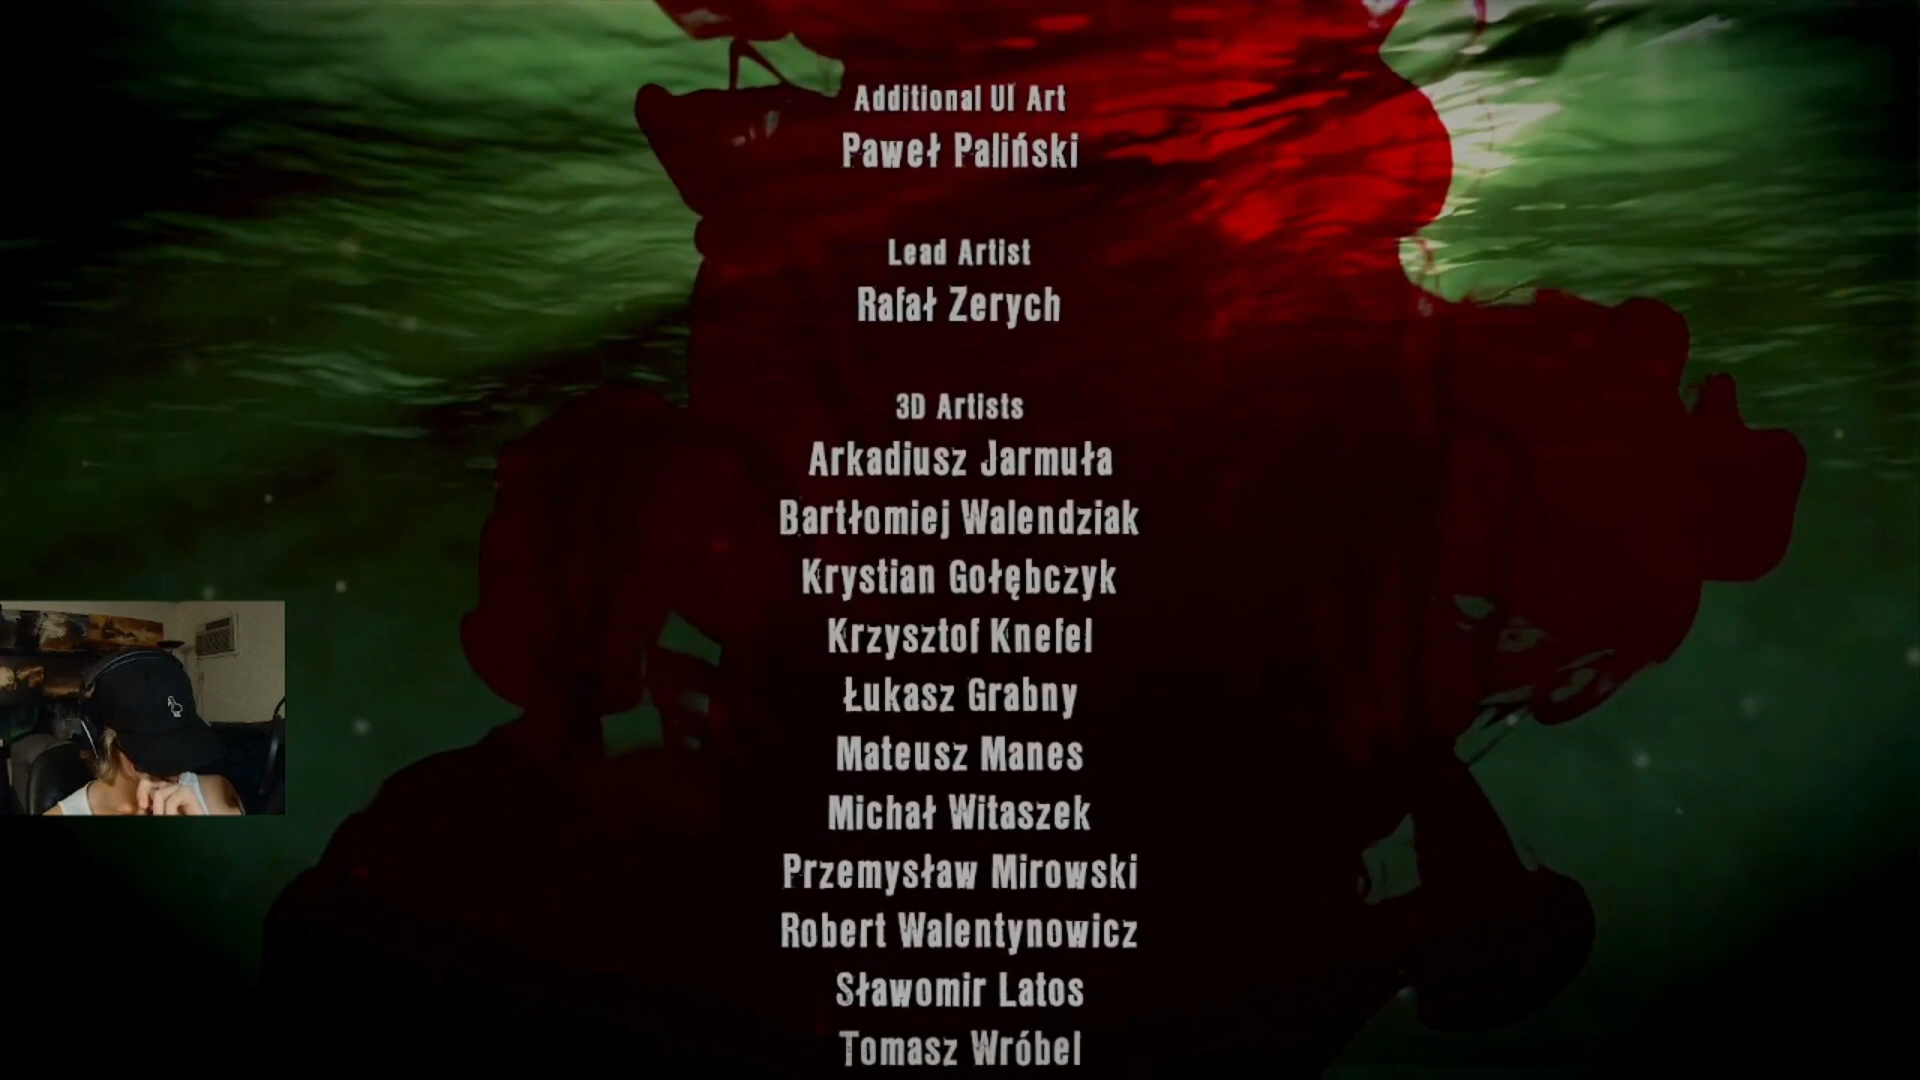 Additional UI Art
Paweł Paliński
Lead Artist
Rafał Zerych
3D Artists
Arkadiusz Jarmuła
Bartłomiej Walendziak
Krystian Gołębczyk
Krzysztof Knefel
Łukasz Grabny
Mateusz Manes
Michał Witaszek
Przemysław Mirowski
Robert Walentynowicz
Sławomir Latos
Tomasz Wróbel